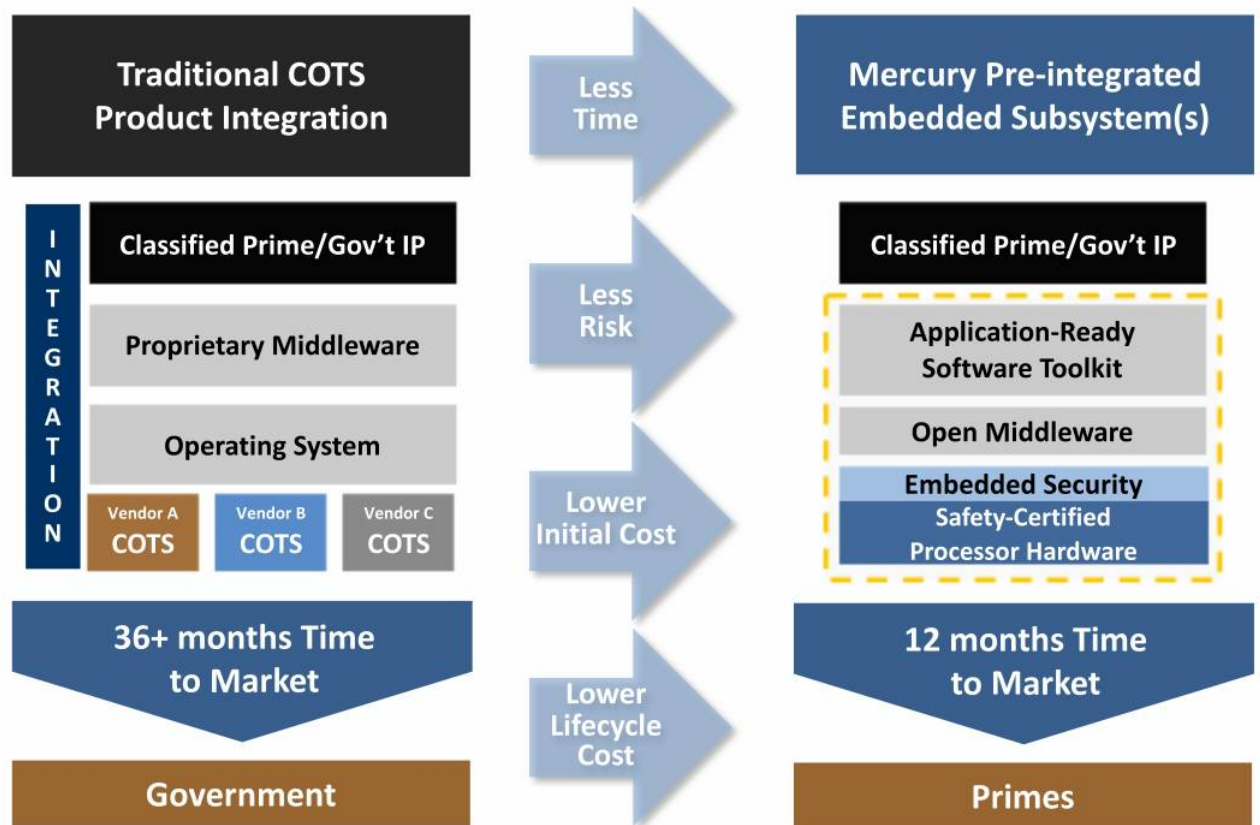 Traditional COTS
Product Integration
INTEGRATION
Classified Prime/Gov't IP
Proprietary Middleware
Operating System
Vendor A
COTS
Vendor B
COTS
Vendor C
COTS
36+ months Time
to Market
Government
Less
Time
Less
Risk
Lower
Initial Cost
Lower
Lifecycle
Cost
Mercury Pre-integrated
Embedded Subsystem(s)
Classified Prime/Gov't IP
Application-Ready
Software Toolkit
Open Middleware
Embedded Security
Safety-Certified
Processor Hardware
12 months Time
to Market
Primes